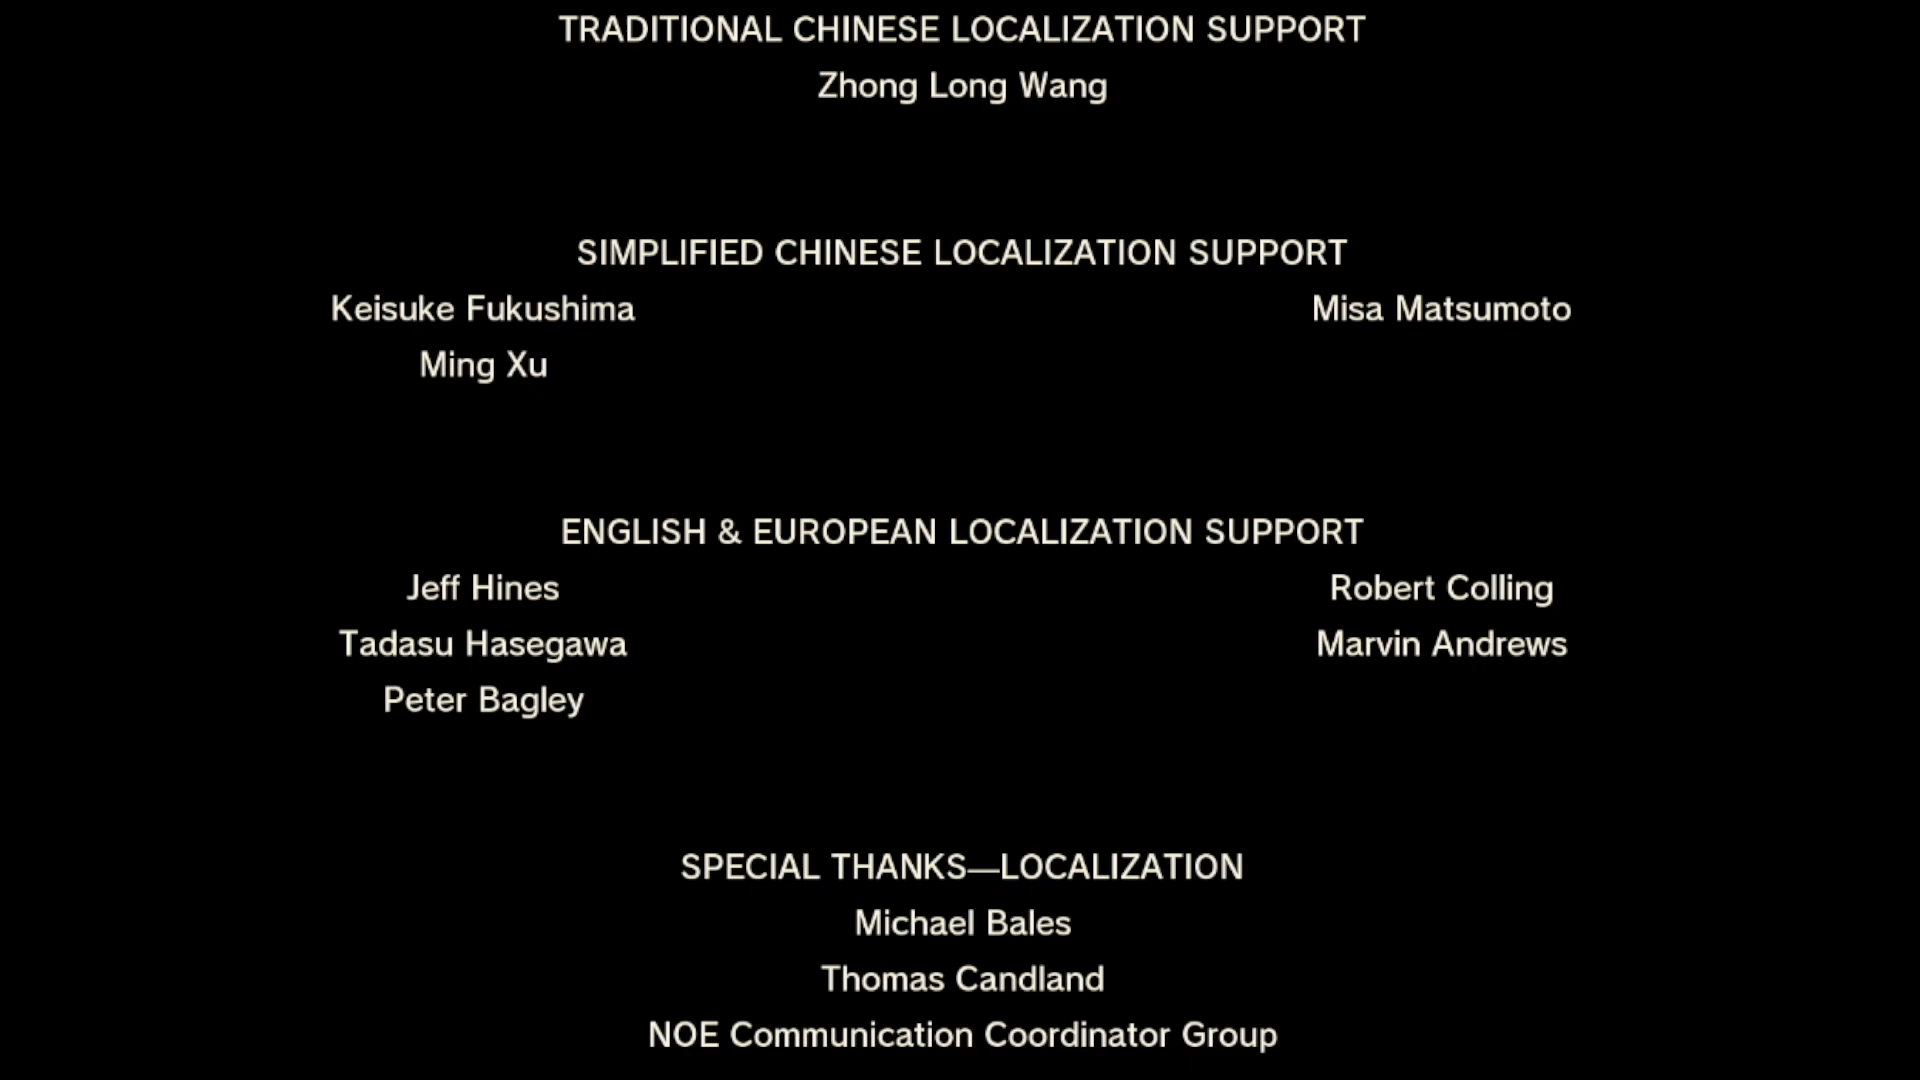 TRADITIONAL CHINESE LOCALIZATION SUPPORT
Zhong Long Wang
SIMPLIFIED CHINESE LOCALIZATION SUPPORT
Keisuke Fukushima Misa Matsumoto
Ming Xu
ENGLISH & EUROPEAN LOCALIZATION SUPPORT
Jeff Hines Robert Colling
Tadasu Hasegawa Marvin Andrews
Peter Bagley
SPECIAL THANKS—LOCALIZATION
Michael Bales
Thomas Candland
NOE Communication Coordinator Group